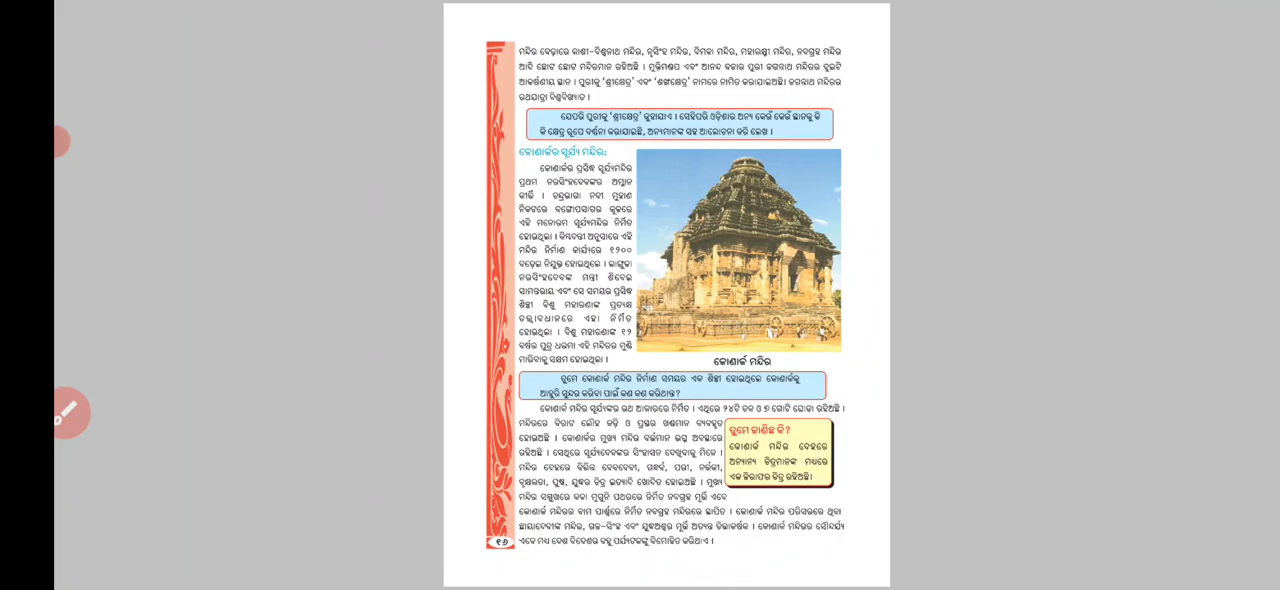 ମନ୍ଦିର ବେଢ଼ାରେ କାଶୀ-ବିଶ୍ୱନାଥ ମନ୍ଦିର, ନୃସିଂହ ମନ୍ଦିର, ବିମଳା ମନ୍ଦିର, ମହାଲକ୍ଷ୍ମୀ ମନ୍ଦିର, ନବଗ୍ରହ ମନ୍ଦିର
ଆଦି ଛୋଟ ଛୋଟ ମନ୍ଦିରମାନ ରହିଅଛି । ମୁକ୍ତିମଣ୍ଡପ ଏବଂ ଆନନ୍ଦ ବଜାର ପୁରୀ ଜଗନ୍ନାଥ ମନ୍ଦିରର ଦୁଇଟି
ଆକର୍ଷଣୀୟ ସ୍ଥାନ । ପୁରୀକୁ ‘ଶ୍ରୀକ୍ଷେତ୍ର’ ଏବଂ ‘ଶଙ୍ଖକ୍ଷେତ୍ର’ ନାମରେ ନାମିତ କରାଯାଇଅଛି। ଜଗନ୍ନାଥ ମନ୍ଦିରର
ରଥଯାତ୍ରା ବିଶ୍ୱବିଖ୍ୟାତ ।
ଯେପରି ପୁରୀକୁ ‘ଶ୍ରୀକ୍ଷେତ୍ର’ କୁହାଯାଏ । ସେହିପରି ଓଡ଼ିଶାର ଅନ୍ୟ କେଉଁ କେଉଁ ସ୍ଥାନକୁ କି
କି କ୍ଷେତ୍ର ରୂପେ ବର୍ଣ୍ଣନା କରାଯାଇଛି, ଅନ୍ୟମାନଙ୍କ ସହ ଆଲୋଚନା କରି ଲେଖ ।
କୋଣାର୍କର ସୂର୍ଯ୍ୟ ମନ୍ଦିର:
କୋଣାର୍କର ପ୍ରସିଦ୍ଧ ସୂର୍ଯ୍ୟମନ୍ଦିର
ପ୍ରଥମ ନରସିଂହଦେବଙ୍କର ଅମ୍ଳାନ
କୀର୍ତ୍ତି । ଚନ୍ଦ୍ରଭାଗା ନଦୀ ମୁହାଣ
ନିକଟରେ ବଙ୍ଗୋପସାଗର କୂଳରେ
ଏହି ମନୋରମ ସୂର୍ଯ୍ୟମନ୍ଦିର ନିର୍ମିତ
ହୋଇଥିଲା । କିମ୍ବଦନ୍ତୀ ଅନୁସାରେ ଏହି
ମନ୍ଦିର ନିର୍ମାଣ କାର୍ଯ୍ୟରେ ୧୨୦୦
ବଢ଼େଇ ନିଯୁକ୍ତ ହୋଇଥିଲେ । ଲାଙ୍ଗୁଳା
ନରସିଂହଦେବଙ୍କ ମନ୍ତ୍ରୀ ଶିବେଇ
ସାମନ୍ତରାୟ ଏବଂ ସେ ସମୟର ପ୍ରସିଦ୍ଧ
ଶିଳ୍ପୀ ବିଶୁ ମହାରଣାଙ୍କ ପ୍ରତ୍ୟକ୍ଷ
ତତ୍ତ୍ୱାବଧାନରେ ଏହା ନିର୍ମିତ
ହୋଇଥିଲା । ବିଶୁ ମହାରଣାଙ୍କ ୧୨
ବର୍ଷର ପୁତ୍ର ଧରମା ଏହି ମନ୍ଦିରର ମୁଣ୍ଡି
ମାରିବାକୁ ସକ୍ଷମ ହୋଇଥିଲା ।
କୋଣାର୍କ ମନ୍ଦିର
ତୁମେ କୋଣାର୍କ ମନ୍ଦିର ନିର୍ମାଣ ସମୟର ଏକ ଶିଳ୍ପୀ ହୋଇଥିଲେ କୋଣାର୍କକୁ
ଆହୁରି ସୁନ୍ଦର କରିବା ପାଇଁ କଣ କଣ କରିଥାନ୍ତ?
କୋଣାର୍କ ମନ୍ଦିର ସୂର୍ଯ୍ୟଙ୍କର ରଥ ଆକାରରେ ନିର୍ମିତ । ଏଥିରେ ୨୪ଟି ଚକ ଓ ୭ ଗୋଟି ଘୋଡା ରହିଅଛି ।
ମନ୍ଦିରରେ ବିରାଟ ଲୌହ କଡ଼ି ଓ ପ୍ରସ୍ତର ଖଣ୍ଡମାନ ବ୍ୟବହୃତ
ହୋଇଅଛି । କୋଣାର୍କର ମୁଖ୍ୟ ମନ୍ଦିର ବର୍ତ୍ତମାନ ଭଗ୍ନ ଅବସ୍ଥାରେ
ରହିଅଛି । ସେଥିରେ ସୂର୍ଯ୍ୟଦେବଙ୍କର ସିଂହାସନ ଦେଖିବାକୁ ମିଳେ ।
ମନ୍ଦିର ଦେହରେ ବିଭିନ୍ନ ଦେବଦେବୀ, ଗନ୍ଧର୍ବ, ପରୀ, ନର୍ତ୍ତକୀ,
ବୃକ୍ଷଲତା, ପୁଷ୍ପ, ଯୁଦ୍ଧର ଚିତ୍ର ଇତ୍ୟାଦି ଖୋଦିତ ହୋଇଅଛି । ମୁଖ୍ୟ
ମନ୍ଦିର ସମ୍ମୁଖରେ କଳା ମୁଗୁନି ପଥରରେ ନିର୍ମିତ ନବଗ୍ରହ ମୂର୍ତ୍ତି ଏବେ
କୋଣାର୍କ ମନ୍ଦିରର ବାମ ପାର୍ଶ୍ୱରେ ନିର୍ମିତ ନବଗ୍ରହ ମନ୍ଦିରରେ ସ୍ଥାପିତ । କୋଣାର୍କ ମନ୍ଦିର ପରିସରରେ ଥିବା
ଛାୟାଦେବୀଙ୍କ ମନ୍ଦିର, ଗଜ-ସିଂହ ଏବଂ ଯୁଦ୍ଧଅଶ୍ୱର ମୂର୍ତ୍ତି ଅତ୍ୟନ୍ତ ଚିତ୍ତାକର୍ଷକ । କୋଣାର୍କ ମନ୍ଦିରର ସୌନ୍ଦର୍ଯ୍ୟ
ଏବେ ମଧ୍ୟ ଦେଶ ବିଦେଶର ବହୁ ପର୍ଯ୍ୟଟକଙ୍କୁ ବିମୋହିତ କରିଥାଏ ।
ତୁମେ ଜାଣିଛ କି?
କୋଣାର୍କ ମନ୍ଦିର ଦେହରେ
ଅନ୍ୟାନ୍ୟ ଚିତ୍ରମାନଙ୍କ ମଧ୍ୟରେ
ଏକ ଜିରାଫର ଚିତ୍ର ରହିଅଛି।
୧୬